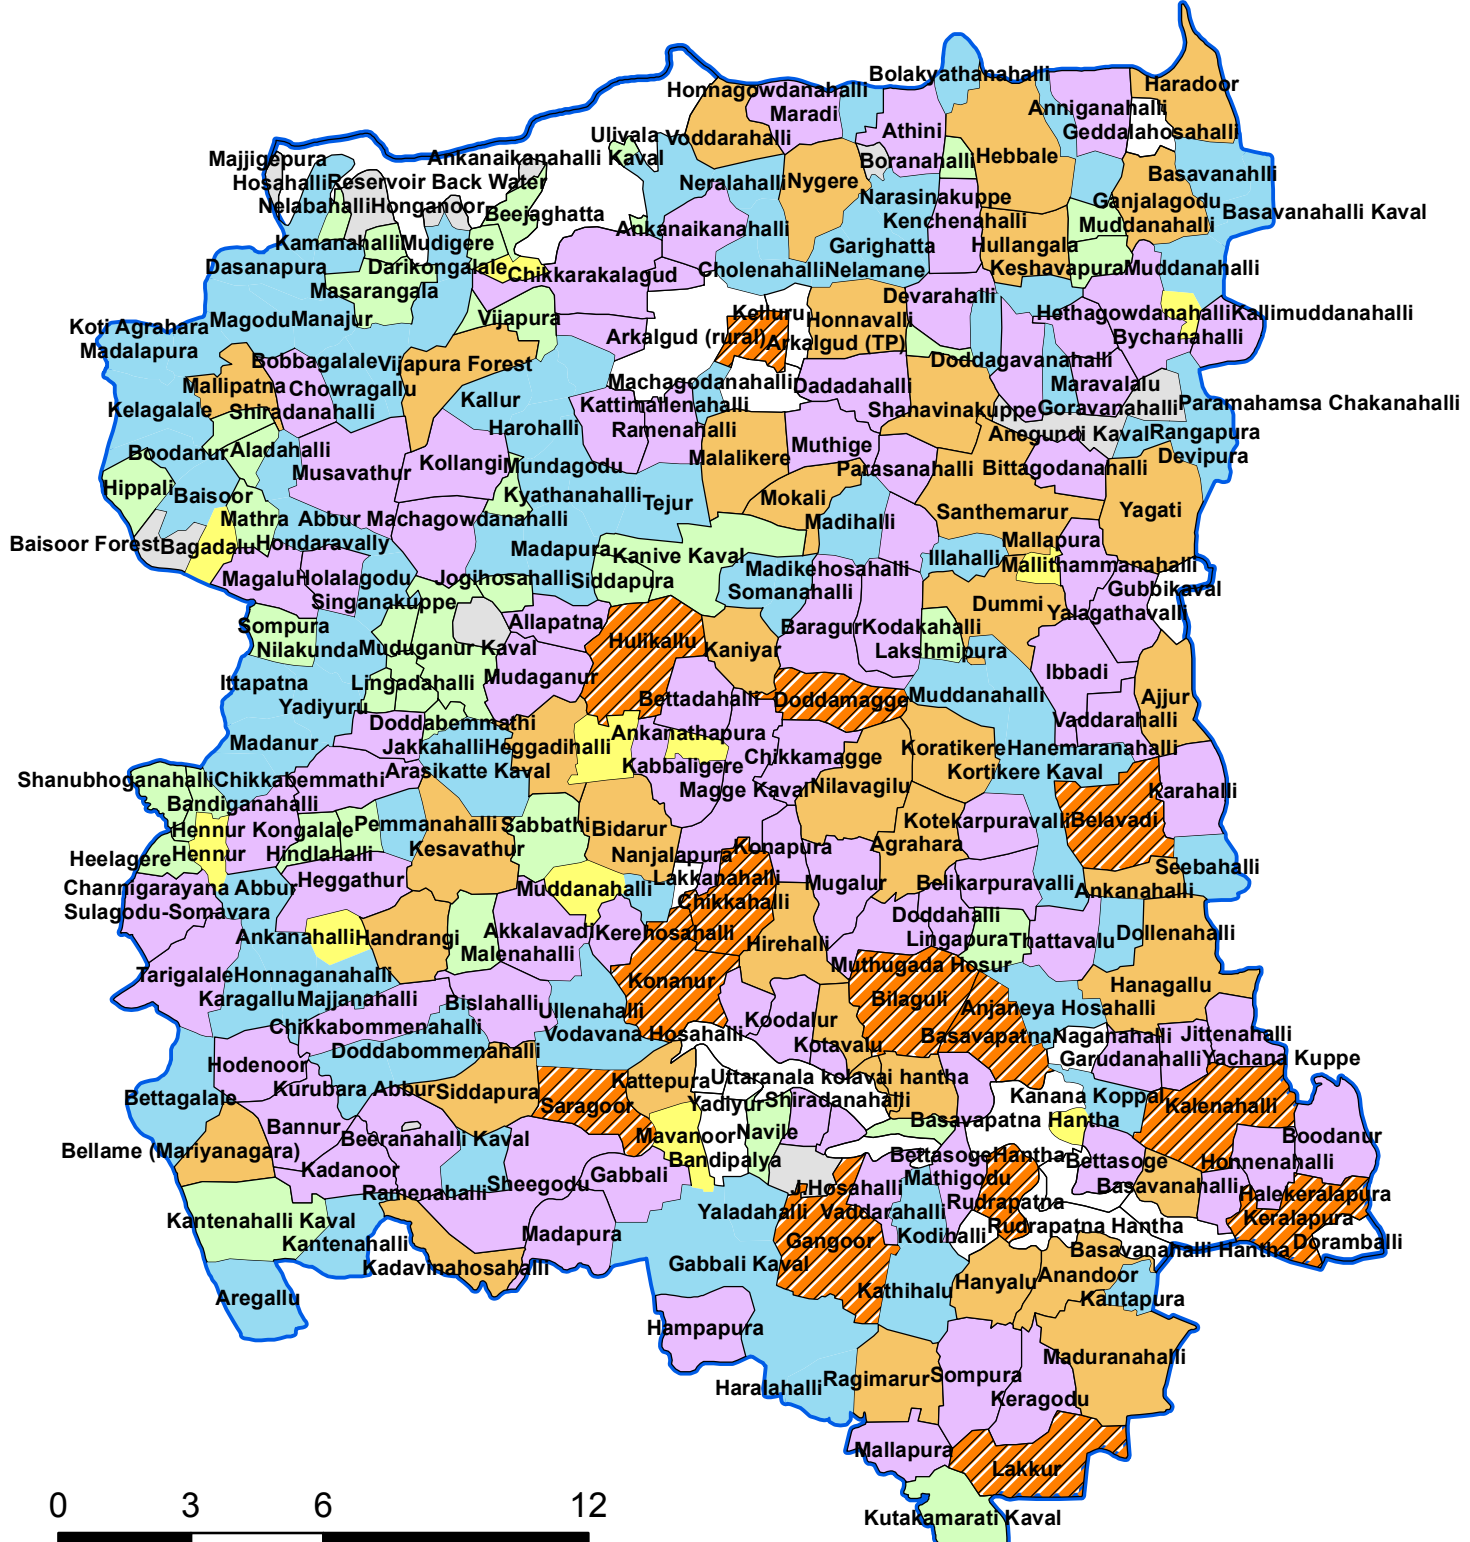 Bolakyathanahalli
Haradoor
Honnagowdanahalli
Maradi
Anniganahalli
Ulivala Voddarahalli
Athini
Geddalahosahalli
Majjigepura
Ankanaikanahalli Kaval
Boranahalli
Hebbale
Basavanahlli
Hosahalli
Reservoir Back Water
Neralahalli
Nygere
Narasinakuppe
Ganjalagodu
Nelabahalli
Honganoor
Beejaghatta
Kenchenahalli
Muddanahalli
Basavanahalli Kaval
Kamanahalli
Mudigere
Ankanaikanahalli
Garighatta
Hullangala
Dasanapura
Darikongalale
Chikkarakalagud
Cholenahalli
Nelamane
Keshavapura
Muddanahalli
Masarangala
Devarahalli
Koti Agrahara
Magodu
Manajur
Vijapura
Kelluru
Honnavalli
Hethagowdanahalli
Kallimuddanahalli
Madalapura
Arkalgud (rural)
Arkalgud (TP)
Bychanahalli
Bobbagalale
Vijapura Forest
Doddagavanahalli
Mallipatna
Chowragallu
Machagodanahalli
Dadadahalli
Maravalalu
Kelagalale
Shiradanahalli
Kallur
Kattimallenahalli
Shanavinakuppe
Goravanahalli
Paramahamsa Chakanahalli
Harohalli
Ramenahalli
Anegundi Kaval
Rangapura
Boodanur
Aladahalli
Muthige
Musavathur
Kollangi
Mundagodu
Malalikere
Parasanahalli
Bittagodanahalli
Devipura
Hippali
Baisoor
Kyathanahalli
Tejur
Mokali
Mathra
Abbur
Machagowdanahalli
Madihalli
Santhemarur
Yagati
Baisoor Forest
Bagadalu
Hondaravally
Madapura
Kanive Kaval
Illahalli
Mallapura
Magalu
Holalagodu
Jogihosahalli
Siddapura
Madikehosahalli
Mallithammanahalli
Singanakuppe
Somanahalli
Dummi
Gubbikaval
Sompura
Allapatna
Hulikallu
Baragur
Kodakahalli
Yalagathavalli
Nilakunda
Muduganur Kaval
Kaniyar
Lakshmipura
Ittapatna
Lingadahalli
Mudaganur
Bettadahalli
Doddamagge
Muddanahalli
Ibbadi
Ajjur
Yadiyuru
Doddabemmathi
Ankanathapura
Vaddarahalli
Madanur
Jakkahalli
Heggadihalli
Chikkamagge
Koratikere
Hanemaranahalli
Shanubhoganahalli
Chikkabemmathi
Arasikatte Kaval
Kabbaligere
Kortikere Kaval
Bandiganahalli
Magge Kaval
Nilavagilu
Karahalli
Hennur
Kongalale
Pemmanahalli
Sabbathi
Bidarur
Kotekarpuravalli
Belavadi
Heelagere
Hennur
Hindlahalli
Kesavathur
Nanjalapura
Konapura
Agrahara
Channigarayana Abbur
Heggathur
Muddanahalli
Lakkanahalli
Mugalur
Belikarpuravalli
Ankanahalli
Seebahalli
Sulagodu-Somavara
Chikkahalli
Doddahalli
Ankanahalli
Handrangi
Akkalavadi
Kerehosahalli
Hirehalli
Lingapura
Thattavalu
Dollenahalli
Malenahalli
Muthugada Hosur
Tarigalale
Honnaganahalli
Konanur
Bilaguli
Hanagallu
Karagallu
Majjanahalli
Bislahalli
Ullenahalli
Anjaneya Hosahalli
Chikkabommenahalli
Vodavana Hosahalli
Koodalur
Basavapatna
Naganahalli
Jittenahalli
Doddabommenahalli
Kotavalu
Garudanahalli
Yachana Kuppe
Hodenoor
Kattepura
Uttaranala kolavai hantha
Bettagalale
Kurubara Abbur
Siddapura
Saragoor
Yadiyur
Shiradanahalli
Kanana Koppal
Kalenahalli
Bannur
Beeranahalli Kaval
Mavanoor
Navile
Basavapatna Hantha
Boodanur
Bellame (Mariyanagara)
Kadanoor
Gabbali
Bandipalya
Bettasoge
Hantha
Bettasoge
Honnenahalli
Ramenahalli
Sheegodu
J.Hosahalli
Mathigodu
Rudrapatna
Basavanahalli
Halekeralapura
Kantenahalli Kaval
Yaladahalli
Vaddarahalli
Rudrapatna Hantha
Keralapura
Kantenahalli
Madapura
Gangoor
Kodihalli
Basavanahalli Hantha
Doramballi
Kadavinahosahalli
Gabbali Kaval
Kathihalu
Hanyalu
Anandoor
Aregallu
Kantapura
Hampapura
Maduranahalli
Haralahalli
Ragimarur
Sompura
Keragodu
Mallapura
Lakkur
Kutakamarati Kaval
0 3 6 12